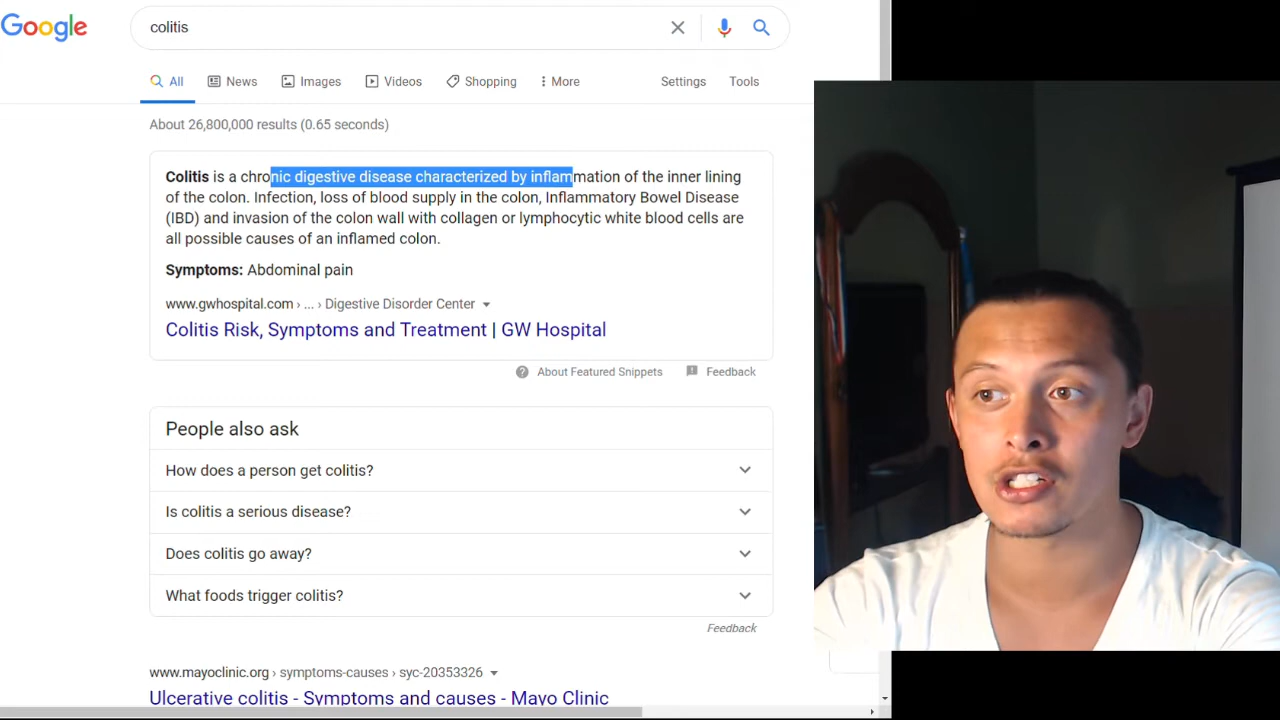 Google
colitis
All News Images Videos Shopping More Settings Tools
About 26,800,000 results (0.65 seconds)
Colitis is a chronic digestive disease characterized by inflammation of the inner lining
of the colon. Infection, loss of blood supply in the colon, Inflammatory Bowel Disease
(IBD) and invasion of the colon wall with collagen or lymphocytic white blood cells are
all possible causes of an inflamed colon.
Symptoms: Abdominal pain
www.gwhospital.com › ... › Digestive Disorder Center
Colitis Risk, Symptoms and Treatment | GW Hospital
About Featured Snippets Feedback
People also ask
How does a person get colitis?
Is colitis a serious disease?
Does colitis go away?
What foods trigger colitis?
Feedback
www.mayoclinic.org › symptoms-causes › syc-20353326
Ulcerative colitis - Symptoms and causes - Mayo Clinic